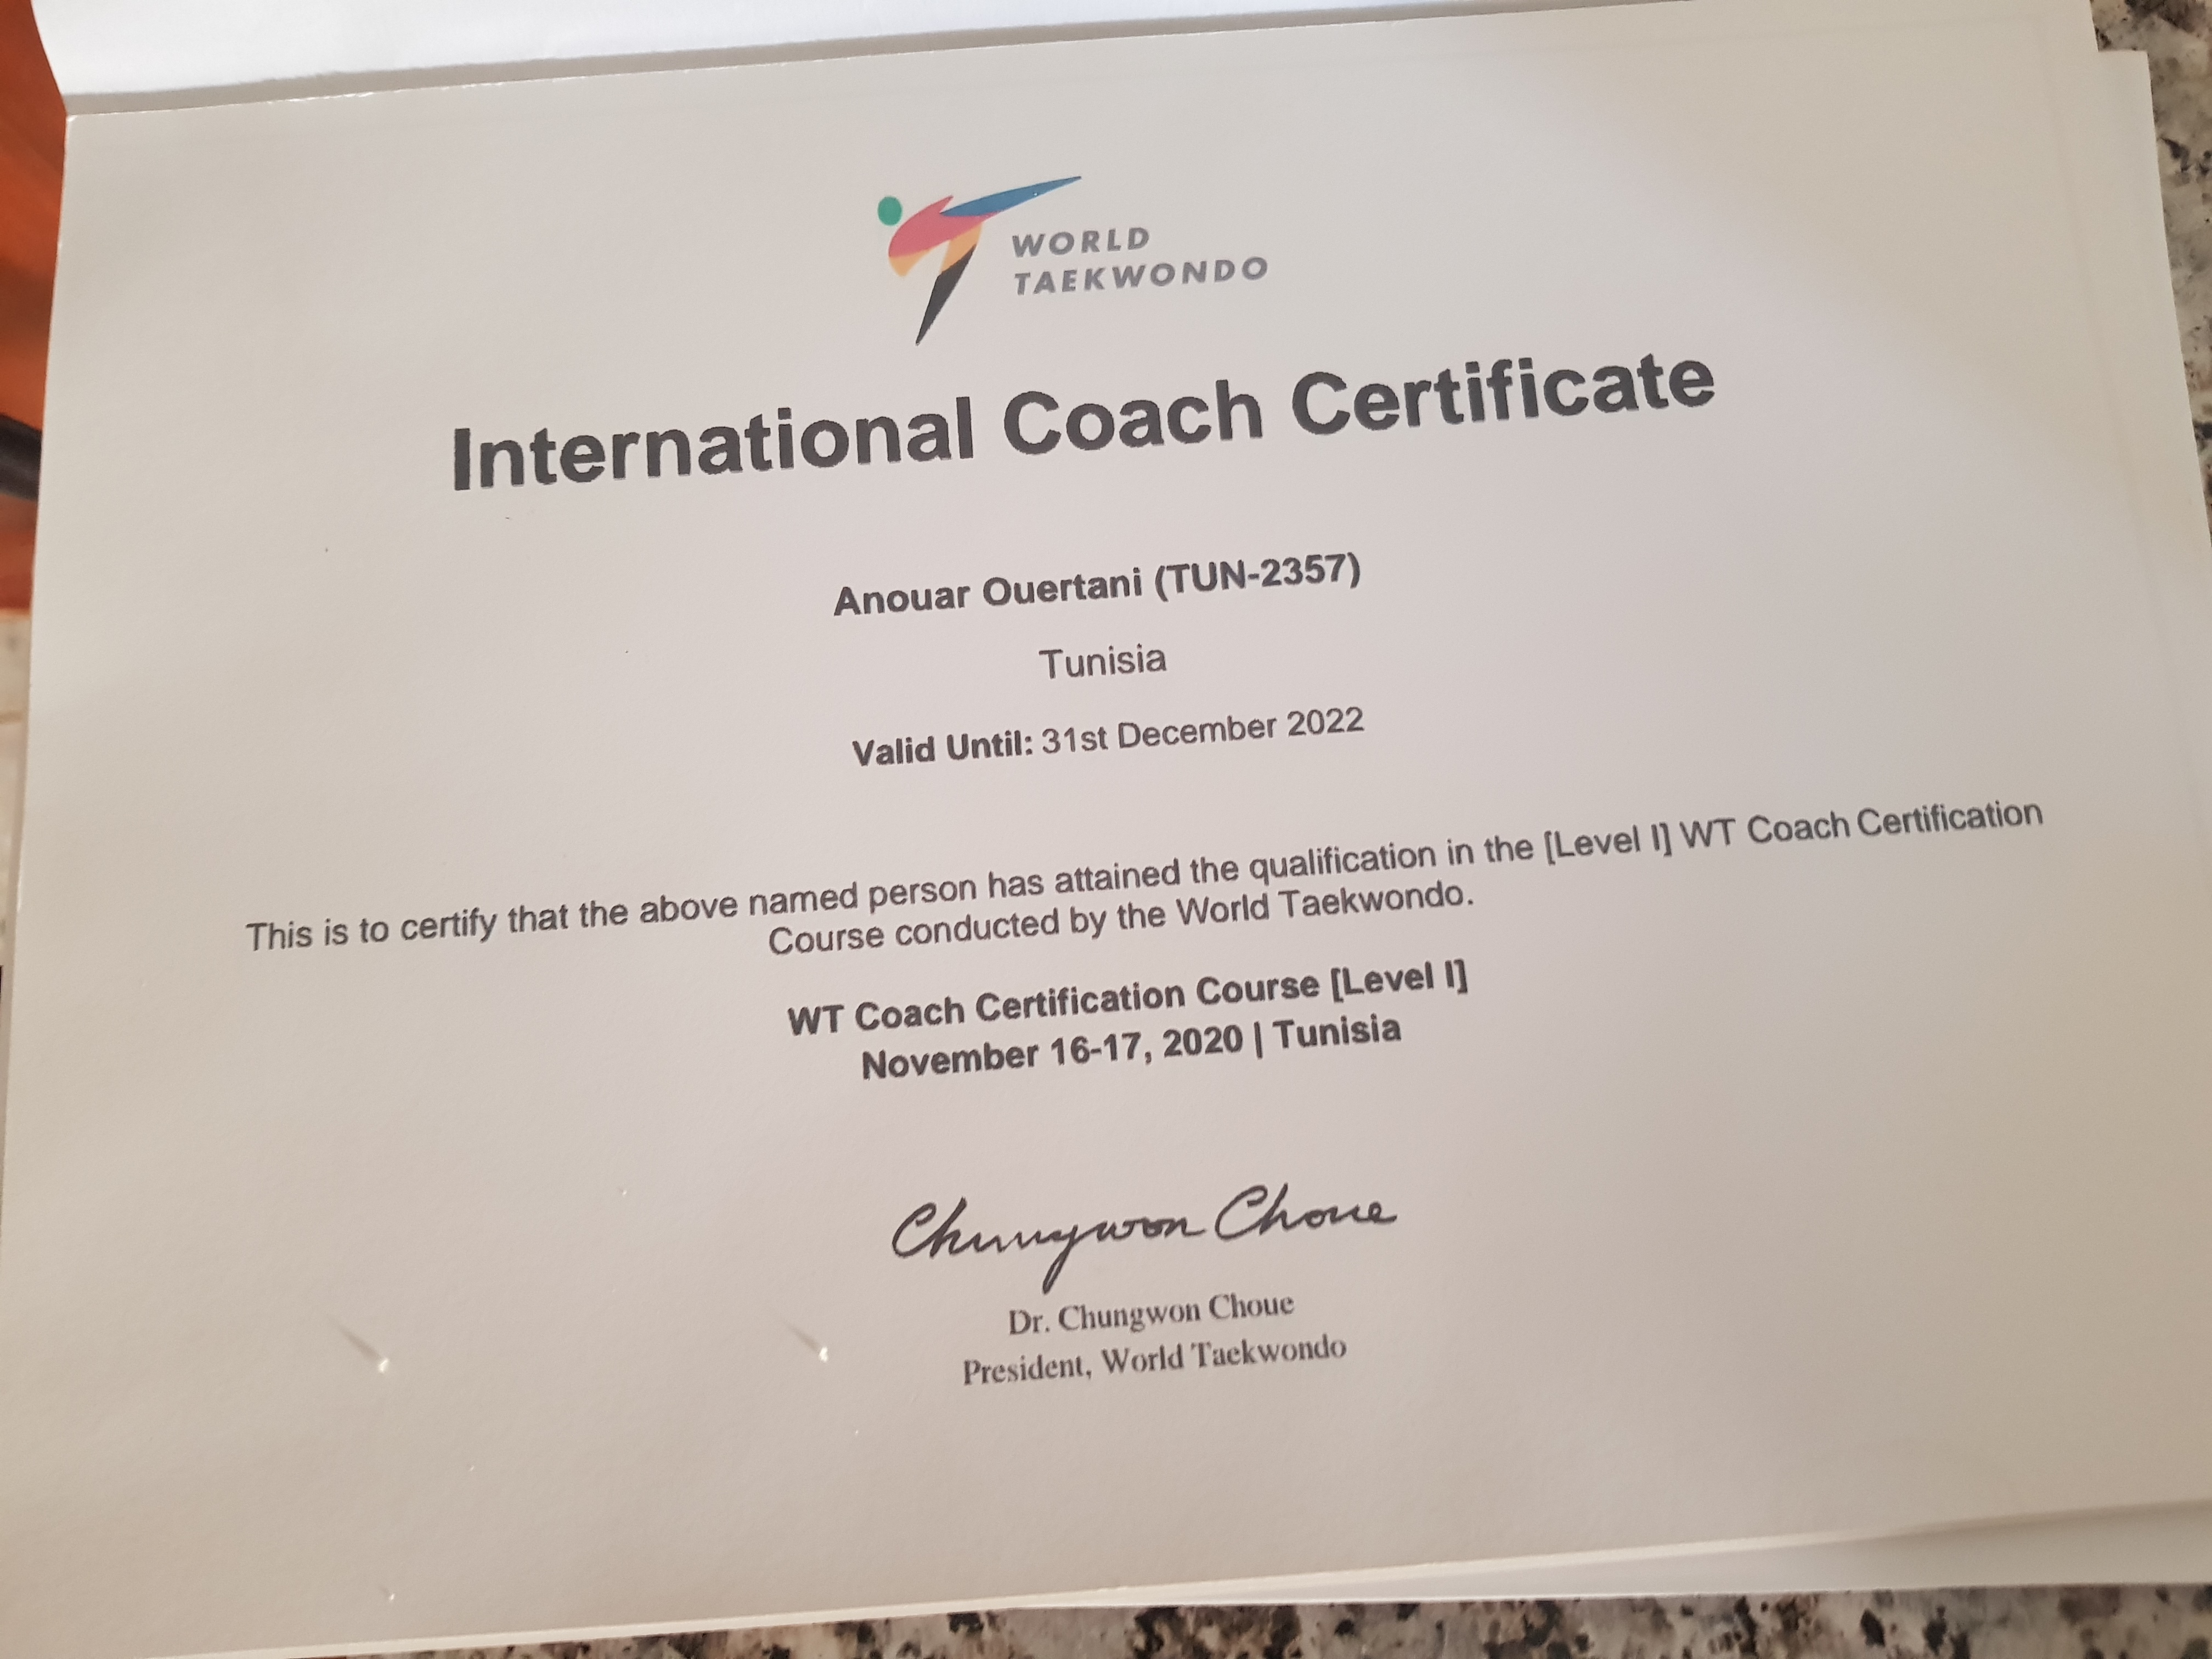 WORLD
TAEKWONDO
International Coach Certificate
Anouar Ouertani (TUN-2357)
Tunisia
Valid Until: 31st December 2022
This is to certify that the above named person has attained the qualification in the [Level I] WT Coach Certification
Course conducted by the World Taekwondo.
WT Coach Certification Course [Level I]
November 16-17, 2020 | Tunisia
Chungwon Choue
Dr. Chungwon Choue
President, World Taekwondo